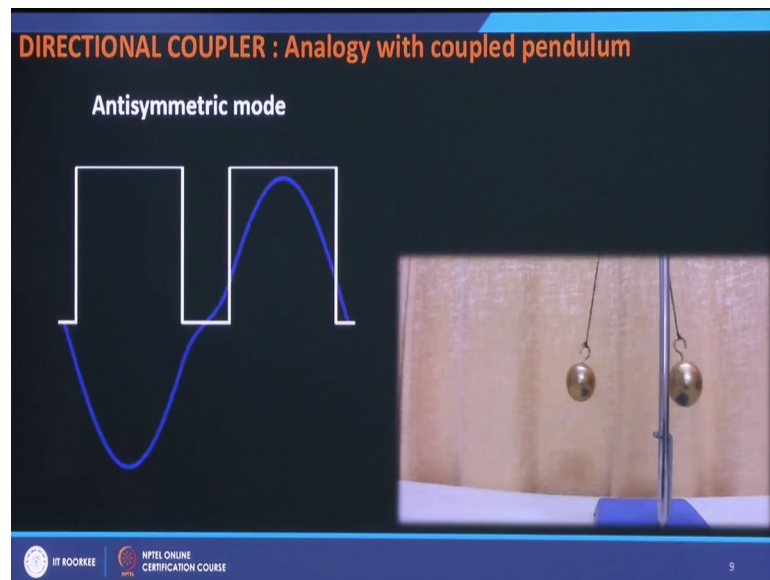 DIRECTIONAL COUPLER : Analogy with coupled pendulum
Antisymmetric mode
IIT ROORKEE
NPTEL ONLINE
CERTIFICATION COURSE
9